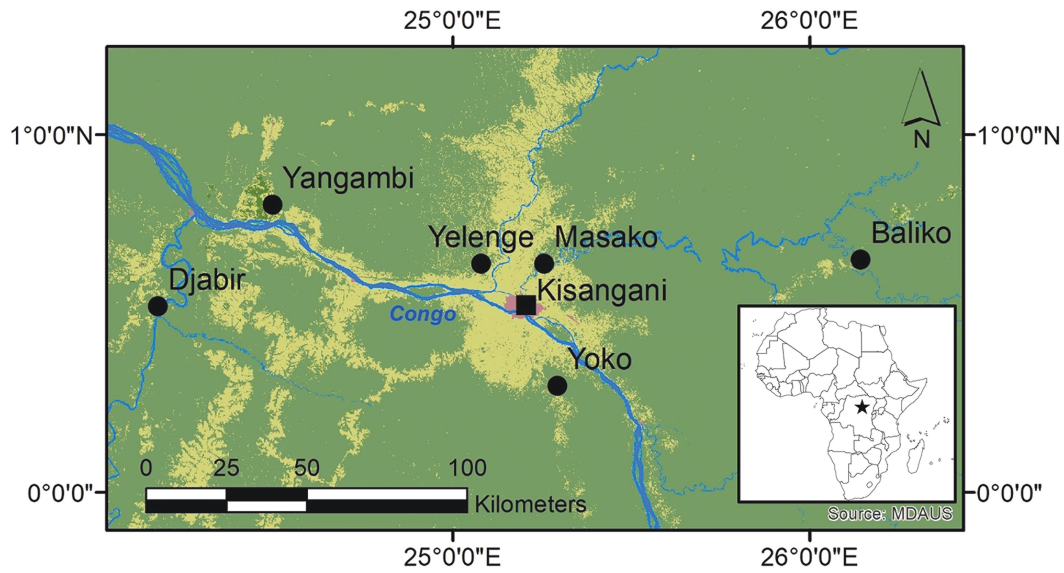 25°0'0"E
26°0'0"E
1°0'0"N
1°0'0"N
N
Yangambi
Yelenge
Masako
Baliko
Djabir
Kisangani
Congo
Yoko
0 25 50 100
Kilometers
0°0'0"
0°0'0"
Source: MDAUS
25°0'0"E
26°0'0"E